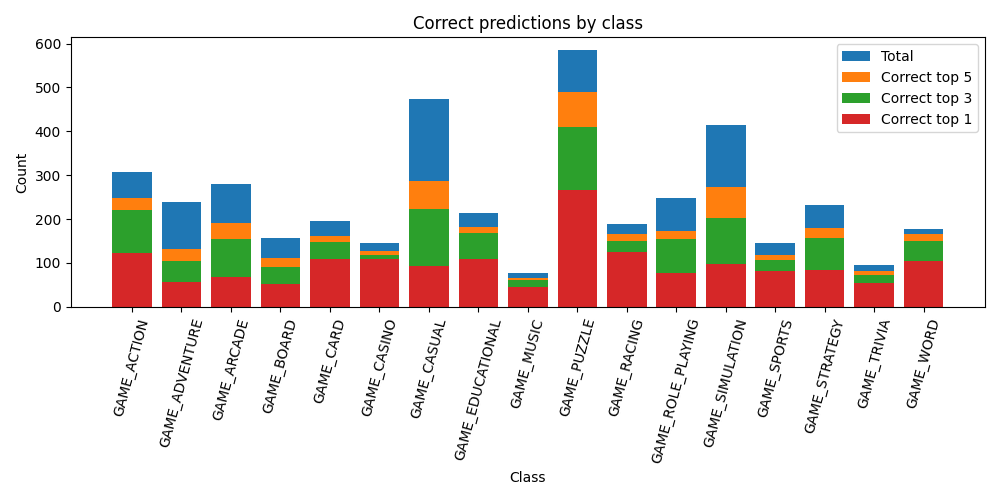 Correct predictions by class
Total
Correct top 5
Correct top 3
Correct top 1
Count
600
500
400
300
200
100
0
GAME_ACTION
GAME_ADVENTURE
GAME_ARCADE
GAME_BOARD
GAME_CARD
GAME_CASINO
GAME_CASUAL
GAME_EDUCATIONAL
GAME_MUSIC
GAME_PUZZLE
GAME_RACING
GAME_ROLE_PLAYING
GAME_SIMULATION
GAME_SPORTS
GAME_STRATEGY
GAME_TRIVIA
GAME_WORD
Class